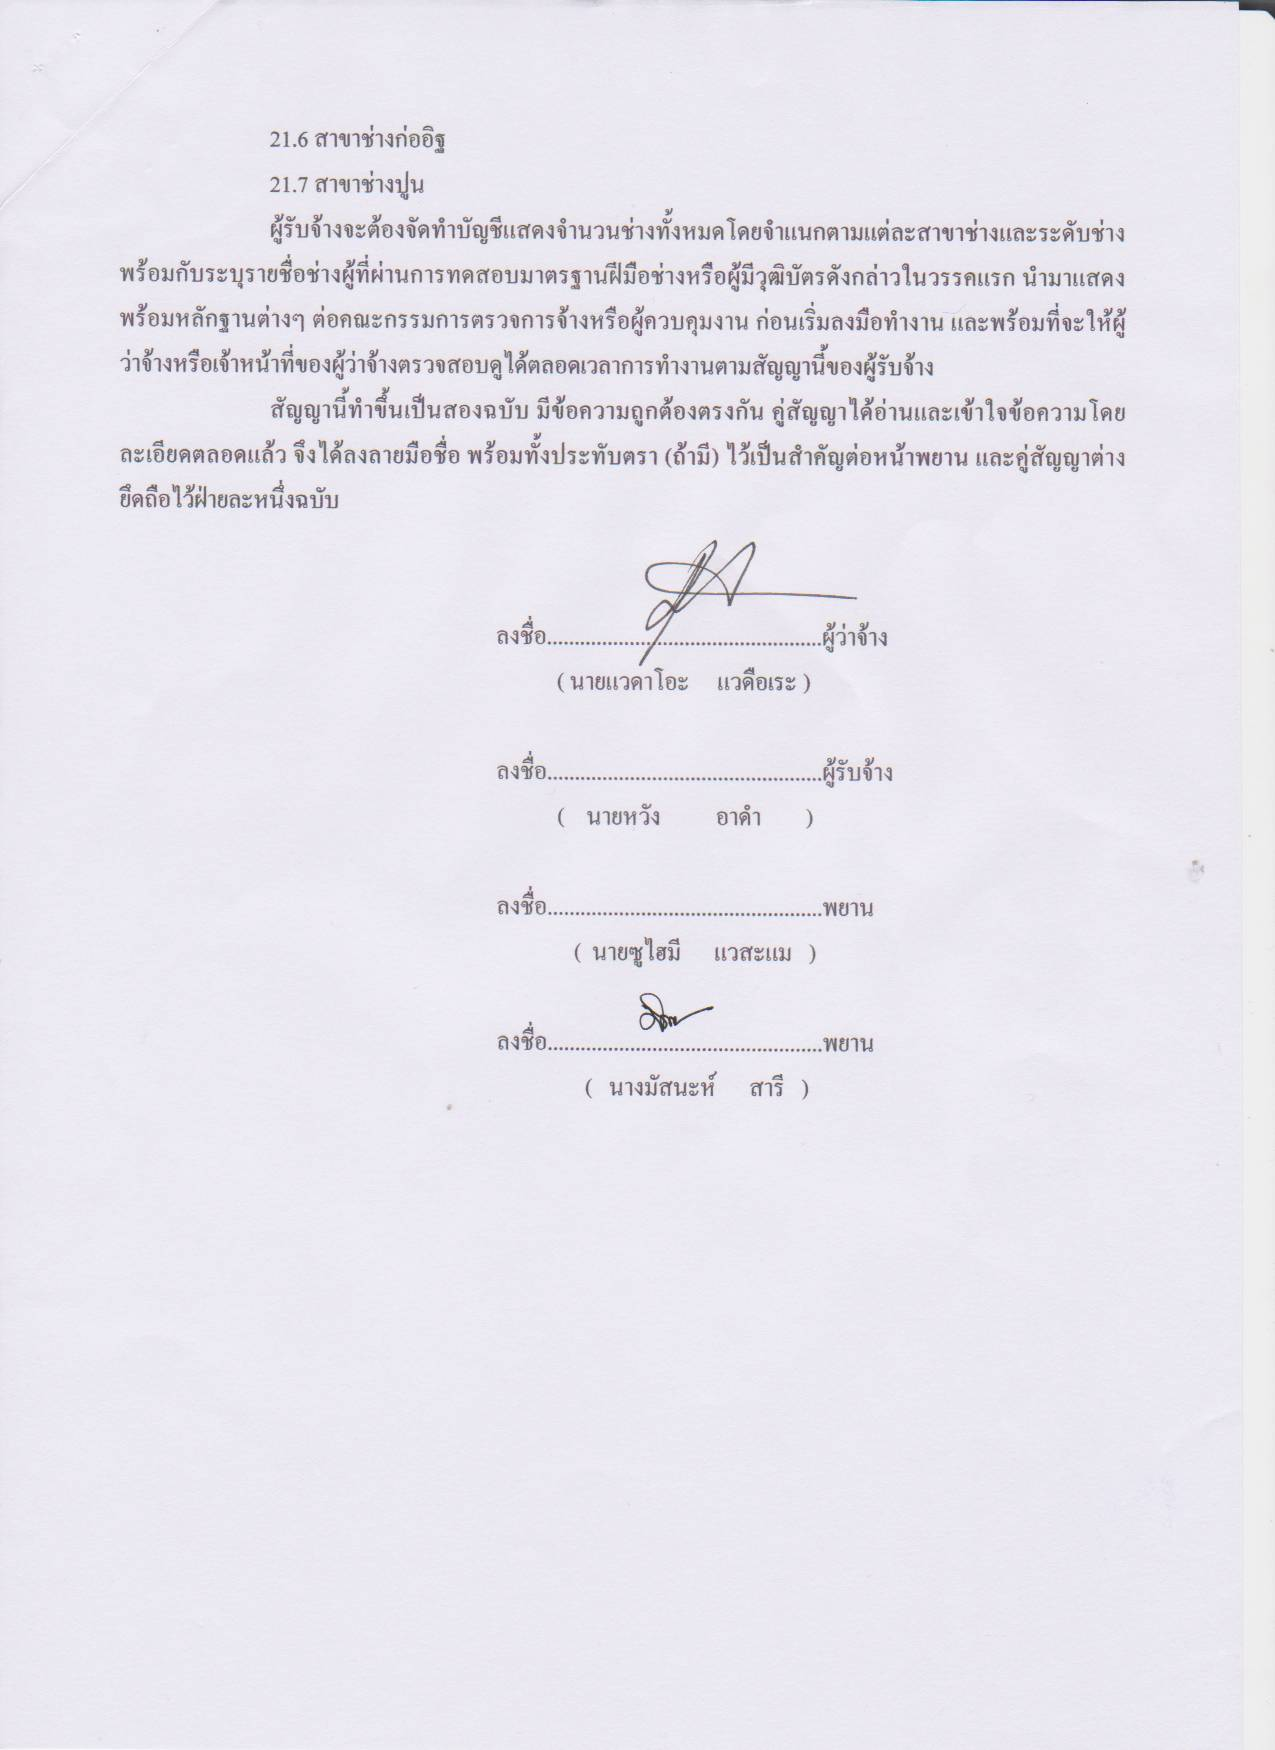 21.6 สาขาช่างก่ออิฐ
21.7 สาขาช่างปูน
ผู้รับจ้างจะต้องจัดทำบัญชีแสดงจำนวนช่างทั้งหมดโดยจำแนกตามแต่ละสาขาช่างและระดับช่าง
พร้อมกับระบุรายชื่อช่างผู้ที่ผ่านการทดสอบมาตรฐานฝีมือช่างหรือผู้มีวุฒิบัตรดังกล่าวในวรรคแรก นำมาแสดง
พร้อมหลักฐานต่างๆ ต่อคณะกรรมการตรวจการจ้างหรือผู้ควบคุมงาน ก่อนเริ่มลงมือทำงาน และพร้อมที่จะให้ผู้
ว่าจ้างหรือเจ้าหน้าที่ของผู้ว่าจ้างตรวจสอบดูได้ตลอดเวลาการทำงานตามสัญญานี้ของผู้รับจ้าง
สัญญานี้ทำขึ้นเป็นสองฉบับ มีข้อความถูกต้องตรงกัน คู่สัญญาได้อ่านและเข้าใจข้อความโดย
ละเอียดตลอดแล้ว จึงได้ลงลายมือชื่อ พร้อมทั้งประทับตรา (ถ้ามี) ไว้เป็นสำคัญต่อหน้าพยาน และคู่สัญญาต่าง
ยึดถือไว้ฝ่ายละหนึ่งฉบับ
ลงชื่อ..................................................ผู้ว่าจ้าง
( นายแวคาโอะ แวดือเระ )
ลงชื่อ..................................................ผู้รับจ้าง
( นายหวัง อาดำ )
ลงชื่อ..................................................พยาน
( นายซูไฮมี แวสะแม )
ลงชื่อ..................................................พยาน
( นางมัสนะห์ สารี )